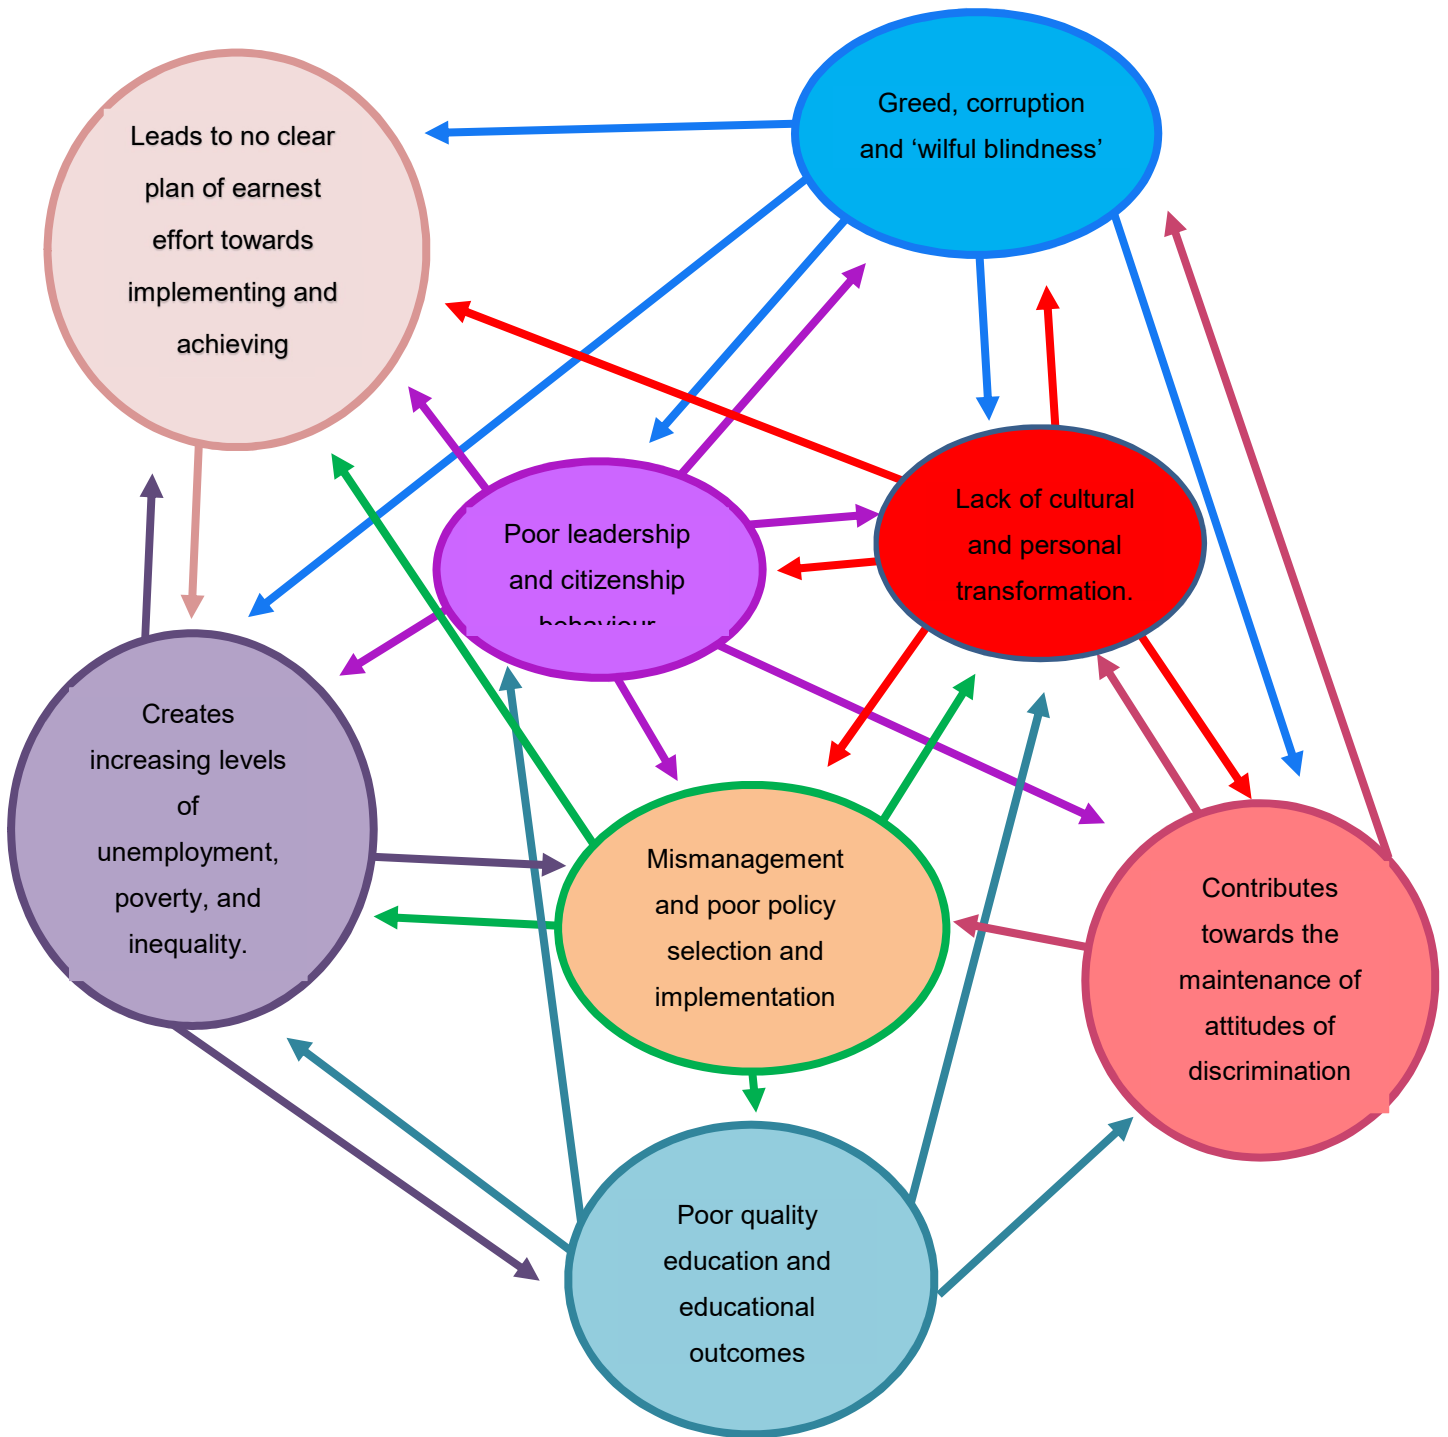 Greed, corruption
and ‘wilful blindness’
Leads to no clear
plan of earnest
effort towards
implementing and
achieving
Lack of cultural
and personal
transformation.
Poor leadership
and citizenship
behaviour
Creates
increasing levels
of
unemployment,
poverty, and
inequality.
Mismanagement
and poor policy
selection and
implementation
Contributes
towards the
maintenance of
attitudes of
discrimination
Poor quality
education and
educational
outcomes